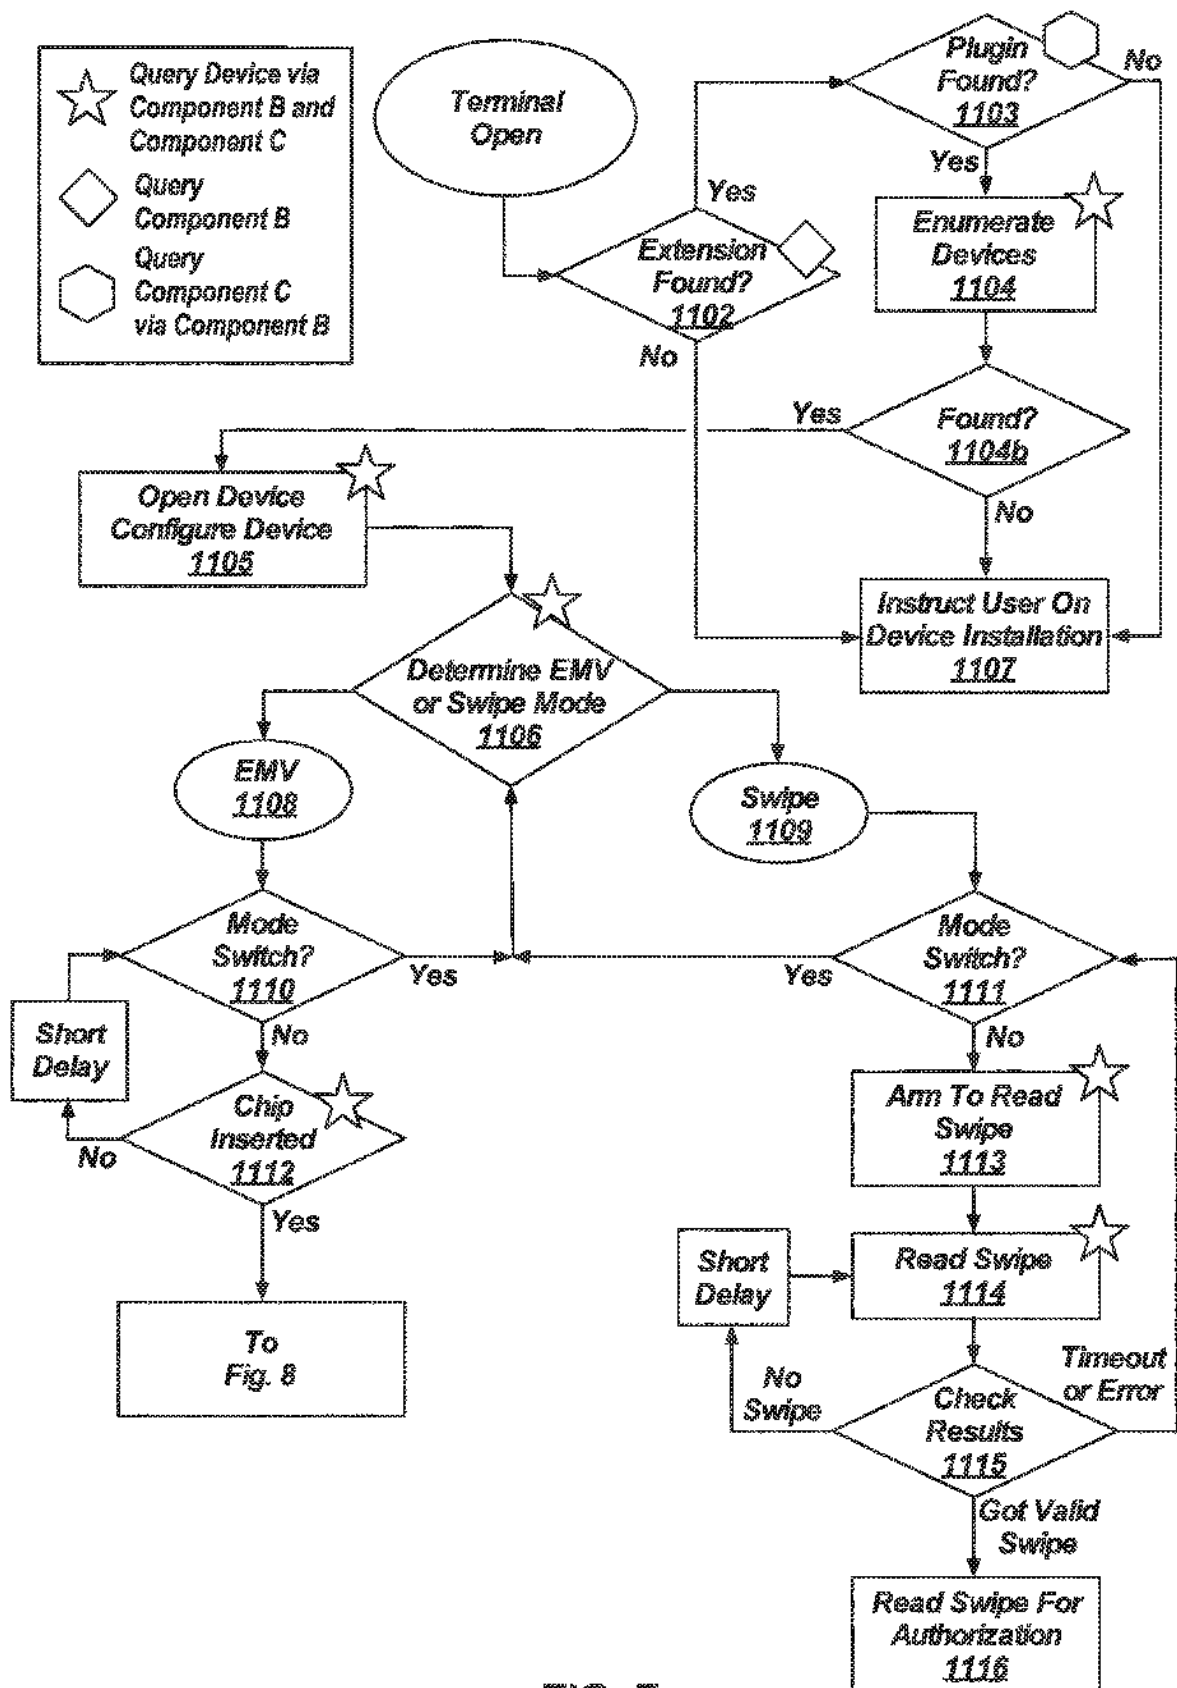 Query Device via
Component B and
Component C
Query
Component B
Query
Component C
via Component B
Terminal
Open
Plugin
Found?
1103
No
Yes
Yes
Extension
Found?
1102
No
Enumerate
Devices
1104
Yes
Found?
1104b
No
Open Device
Configure Device
1105
Instruct User On
Device Installation
1107
Determine EMV
or Swipe Mode
1106
EMV
1108
Swipe
1109
Mode
Switch?
1110
Yes
No
Yes
Mode
Switch?
1111
No
Short
Delay
Chip
Inserted
1112
No
Yes
To
Fig. 8
Arm To Read
Swipe
1113
Short
Delay
Read Swipe
1114
No
Swipe
Timeout
or Error
Check
Results
1115
Got Valid
Swipe
Read Swipe For
Authorization
1116